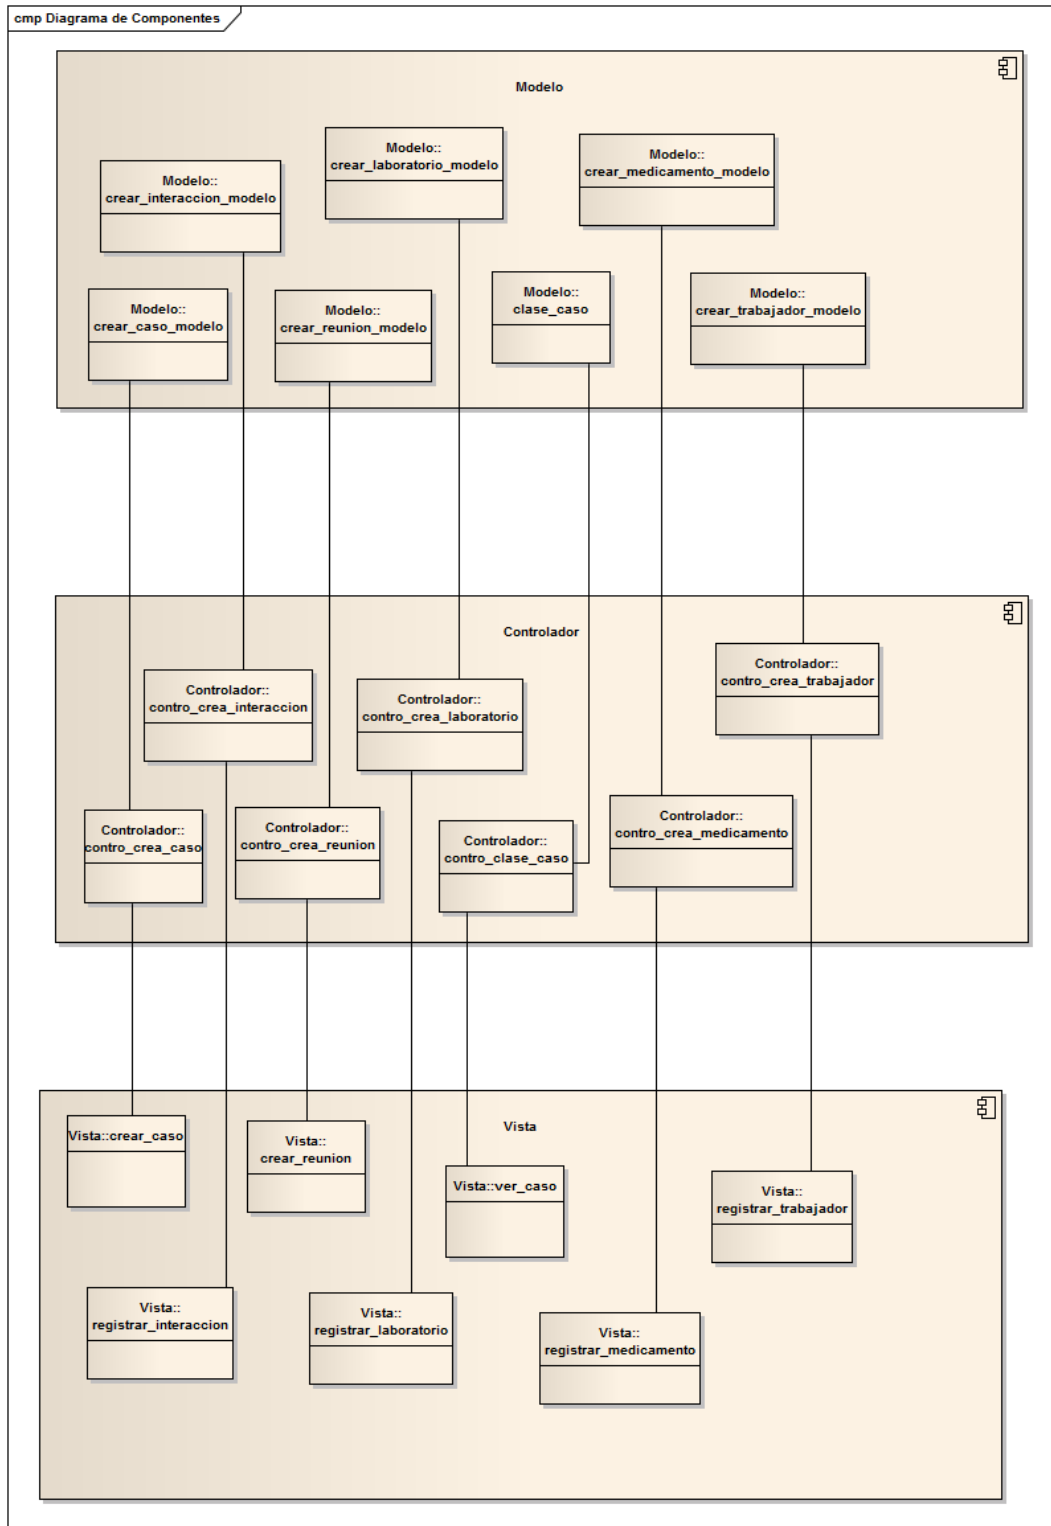 cmp Diagrama de Componentes
Modelo
Modelo::
crear_laboratorio_modelo
Modelo::
crear_medicamento_modelo
Modelo::
crear_interaccion_modelo
Modelo::
clase_caso
Modelo::
crear_trabajador_modelo
Modelo::
crear_caso_modelo
Modelo::
crear_reunion_modelo
Controlador
Controlador::
contro_crea_trabajador
Controlador::
contro_crea_interaccion
Controlador::
contro_crea_laboratorio
Controlador::
contro_crea_medicamento
Controlador::
contro_crea_caso
Controlador::
contro_crea_reunion
Controlador::
contro_clase_caso
Vista
Vista::crear_caso
Vista::
crear_reunion
Vista::ver_caso
Vista::
registrar_trabajador
Vista::
registrar_interaccion
Vista::
registrar_laboratorio
Vista::
registrar_medicamento